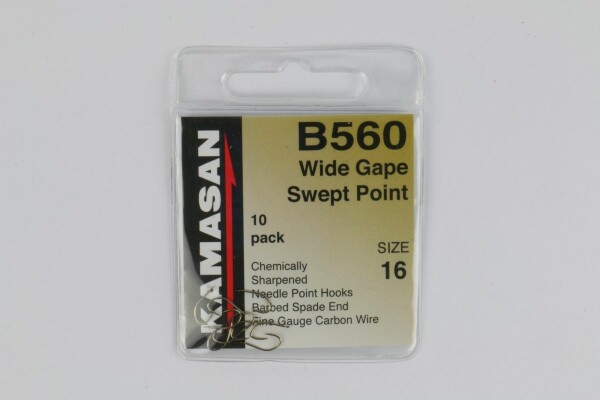 KAMASAN
B560
Wide Gape
Swept Point
10
pack
SIZE
16
Chemically
Sharpened
Needle Point Hooks
Barbed Spade End
Fine Gauge Carbon Wire